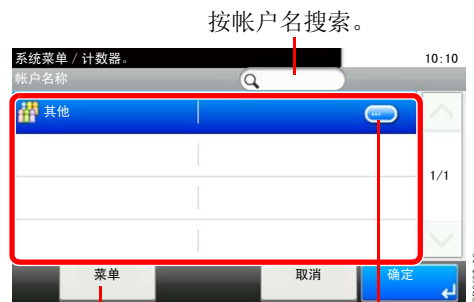 按帐户名搜索。
系统菜单 / 计数器。 10:10
帐户名称
其他
1/1
菜单 取消 确定